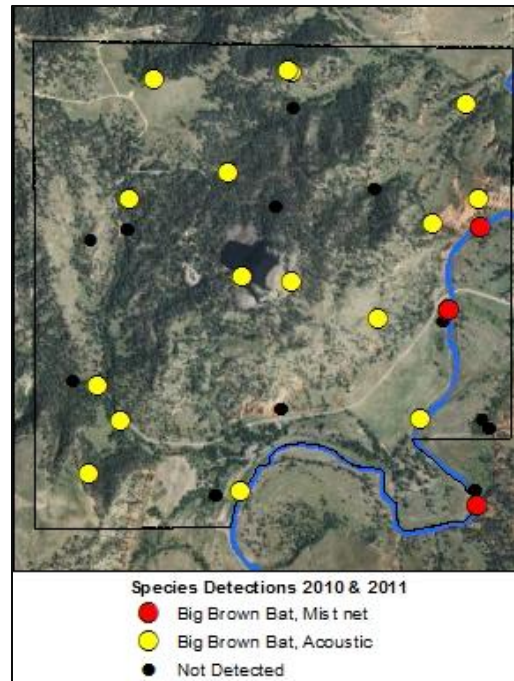 Species Detections 2010 & 2011
Big Brown Bat, Mist net
Big Brown Bat, Acoustic
Not Detected